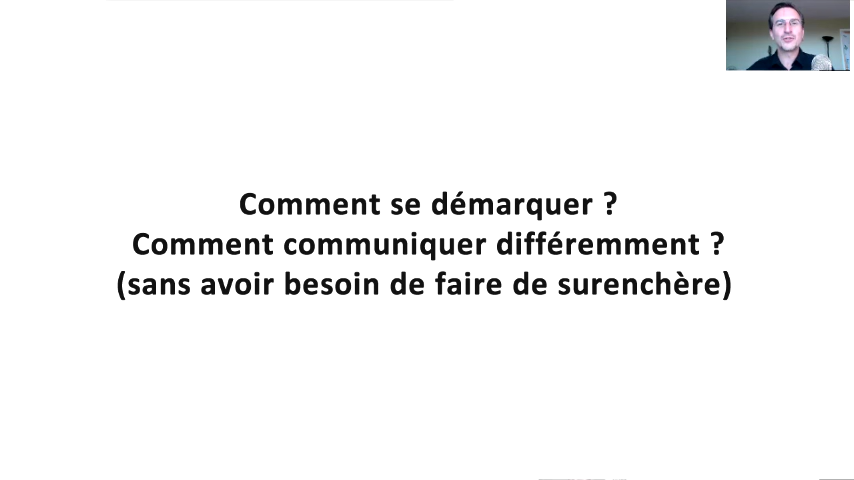 Comment se démarquer ?
Comment communiquer différemment ?
(sans avoir besoin de faire de surenchère)